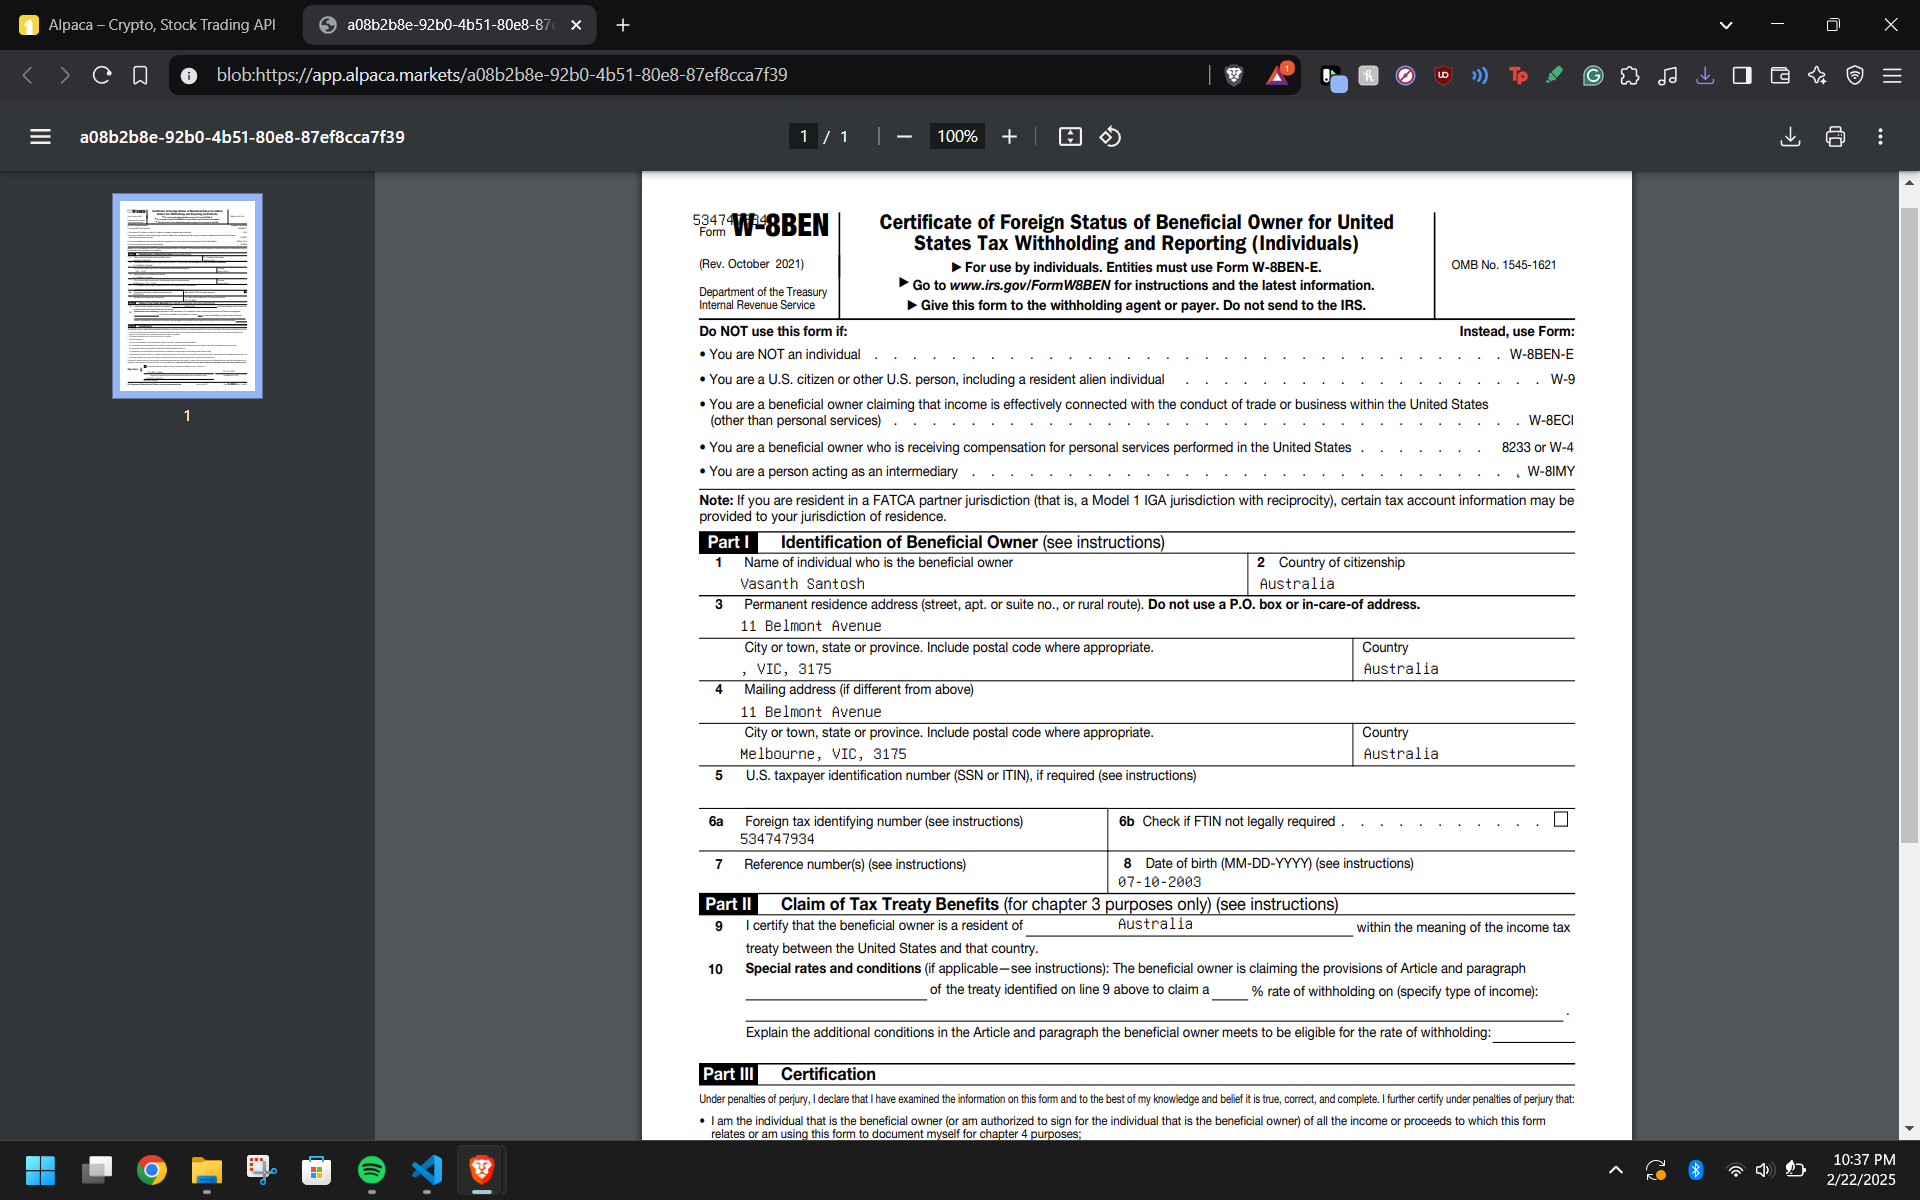 Alpaca – Crypto, Stock Trading API
a08b2b8e-92b0-4b51-80e8-87
blob:https://app.alpaca.markets/a08b2b8e-92b0-4b51-80e8-87ef8cca7f39
a08b2b8e-92b0-4b51-80e8-87ef8cca7f39
1 / 1
100%
1
Form W-8BEN
(Rev. October 2021)
Department of the Treasury
Internal Revenue Service
Certificate of Foreign Status of Beneficial Owner for United
States Tax Withholding and Reporting (Individuals)
▶ For use by individuals. Entities must use Form W-8BEN-E.
▶ Go to www.irs.gov/FormW8BEN for instructions and the latest information.
▶ Give this form to the withholding agent or payer. Do not send to the IRS.
OMB No. 1545-1621
Do NOT use this form if: Instead, use Form:
• You are NOT an individual . . . . W-8BEN-E
• You are a U.S. citizen or other U.S. person, including a resident alien individual . . . . W-9
• You are a beneficial owner claiming that income is effectively connected with the conduct of trade or business within the United States
(other than personal services) . . . . W-8ECI
• You are a beneficial owner who is receiving compensation for personal services performed in the United States . . . . 8233 or W-4
• You are a person acting as an intermediary . . . . W-8IMY
Note: If you are resident in a FATCA partner jurisdiction (that is, a Model 1 IGA jurisdiction with reciprocity), certain tax account information may be
provided to your jurisdiction of residence.
Part I Identification of Beneficial Owner (see instructions)
1 Name of individual who is the beneficial owner
Vasanth Santosh
2 Country of citizenship
Australia
3 Permanent residence address (street, apt. or suite no., or rural route). Do not use a P.O. box or in-care-of address.
11 Belmont Avenue
City or town, state or province. Include postal code where appropriate.
, VIC, 3175
Country
Australia
4 Mailing address (if different from above)
11 Belmont Avenue
City or town, state or province. Include postal code where appropriate.
Melbourne, VIC, 3175
Country
Australia
5 U.S. taxpayer identification number (SSN or ITIN), if required (see instructions)
6a Foreign tax identifying number (see instructions)
534747934
6b Check if FTIN not legally required . . . .
7 Reference number(s) (see instructions)
8 Date of birth (MM-DD-YYYY) (see instructions)
07-10-2003
Part II Claim of Tax Treaty Benefits (for chapter 3 purposes only) (see instructions)
9 I certify that the beneficial owner is a resident of Australia within the meaning of the income tax
treaty between the United States and that country.
10 Special rates and conditions (if applicable—see instructions): The beneficial owner is claiming the provisions of Article and paragraph
of the treaty identified on line 9 above to claim a % rate of withholding on (specify type of income):
.
Explain the additional conditions in the Article and paragraph the beneficial owner meets to be eligible for the rate of withholding:
Part III Certification
Under penalties of perjury, I declare that I have examined the information on this form and to the best of my knowledge and belief it is true, correct, and complete. I further certify under penalties of perjury that:
• I am the individual that is the beneficial owner (or am authorized to sign for the individual that is the beneficial owner) of all the income or proceeds to which this form
relates or am using this form to document myself for chapter 4 purposes;
10:37 PM
2/22/2025